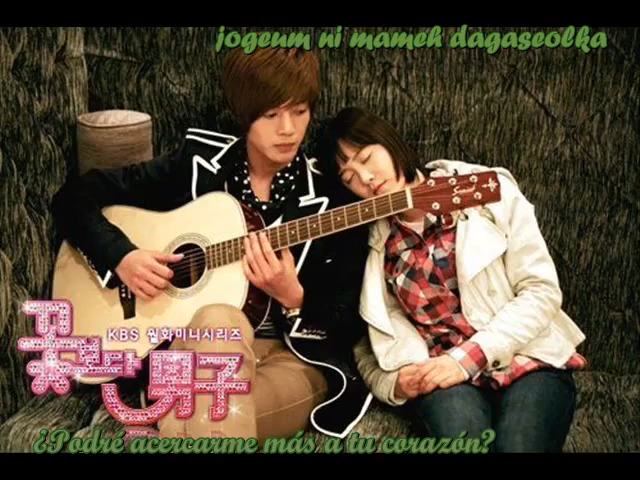 jogeum ni mameh dagaseolka
Samick
KBS 월화미니시리즈
꽃보다男子
¿Podré acercarme más a tu corazón?